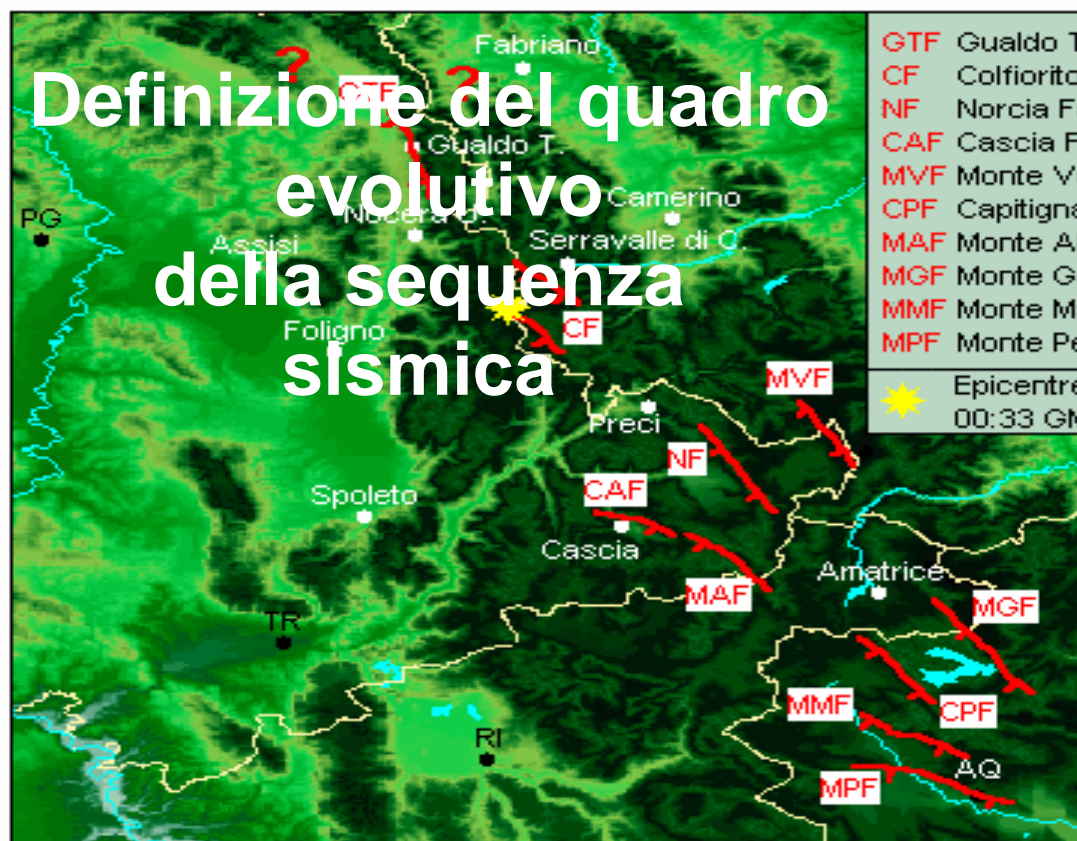 Definizione del quadro
evolutivo
della sequenza
sismica
Fabriano
GTF
Gualdo T.
Camerino
PG
Assisi
Serravalle di C.
Foligno
CF
MVF
Preci
NF
Spoleto
CAF
Cascia
Amatrice
MAF
MGF
TR
MMF
CPF
RI
AQ
MPF
GTF Gualdo T
CF Colfiorito
NF Norcia F
CAF Cascia F
MVF Monte V
CPF Capitigna
MAF Monte A
MGF Monte G
MMF Monte M
MPF Monte Pe
Epicentre
00:33 GM
? ?